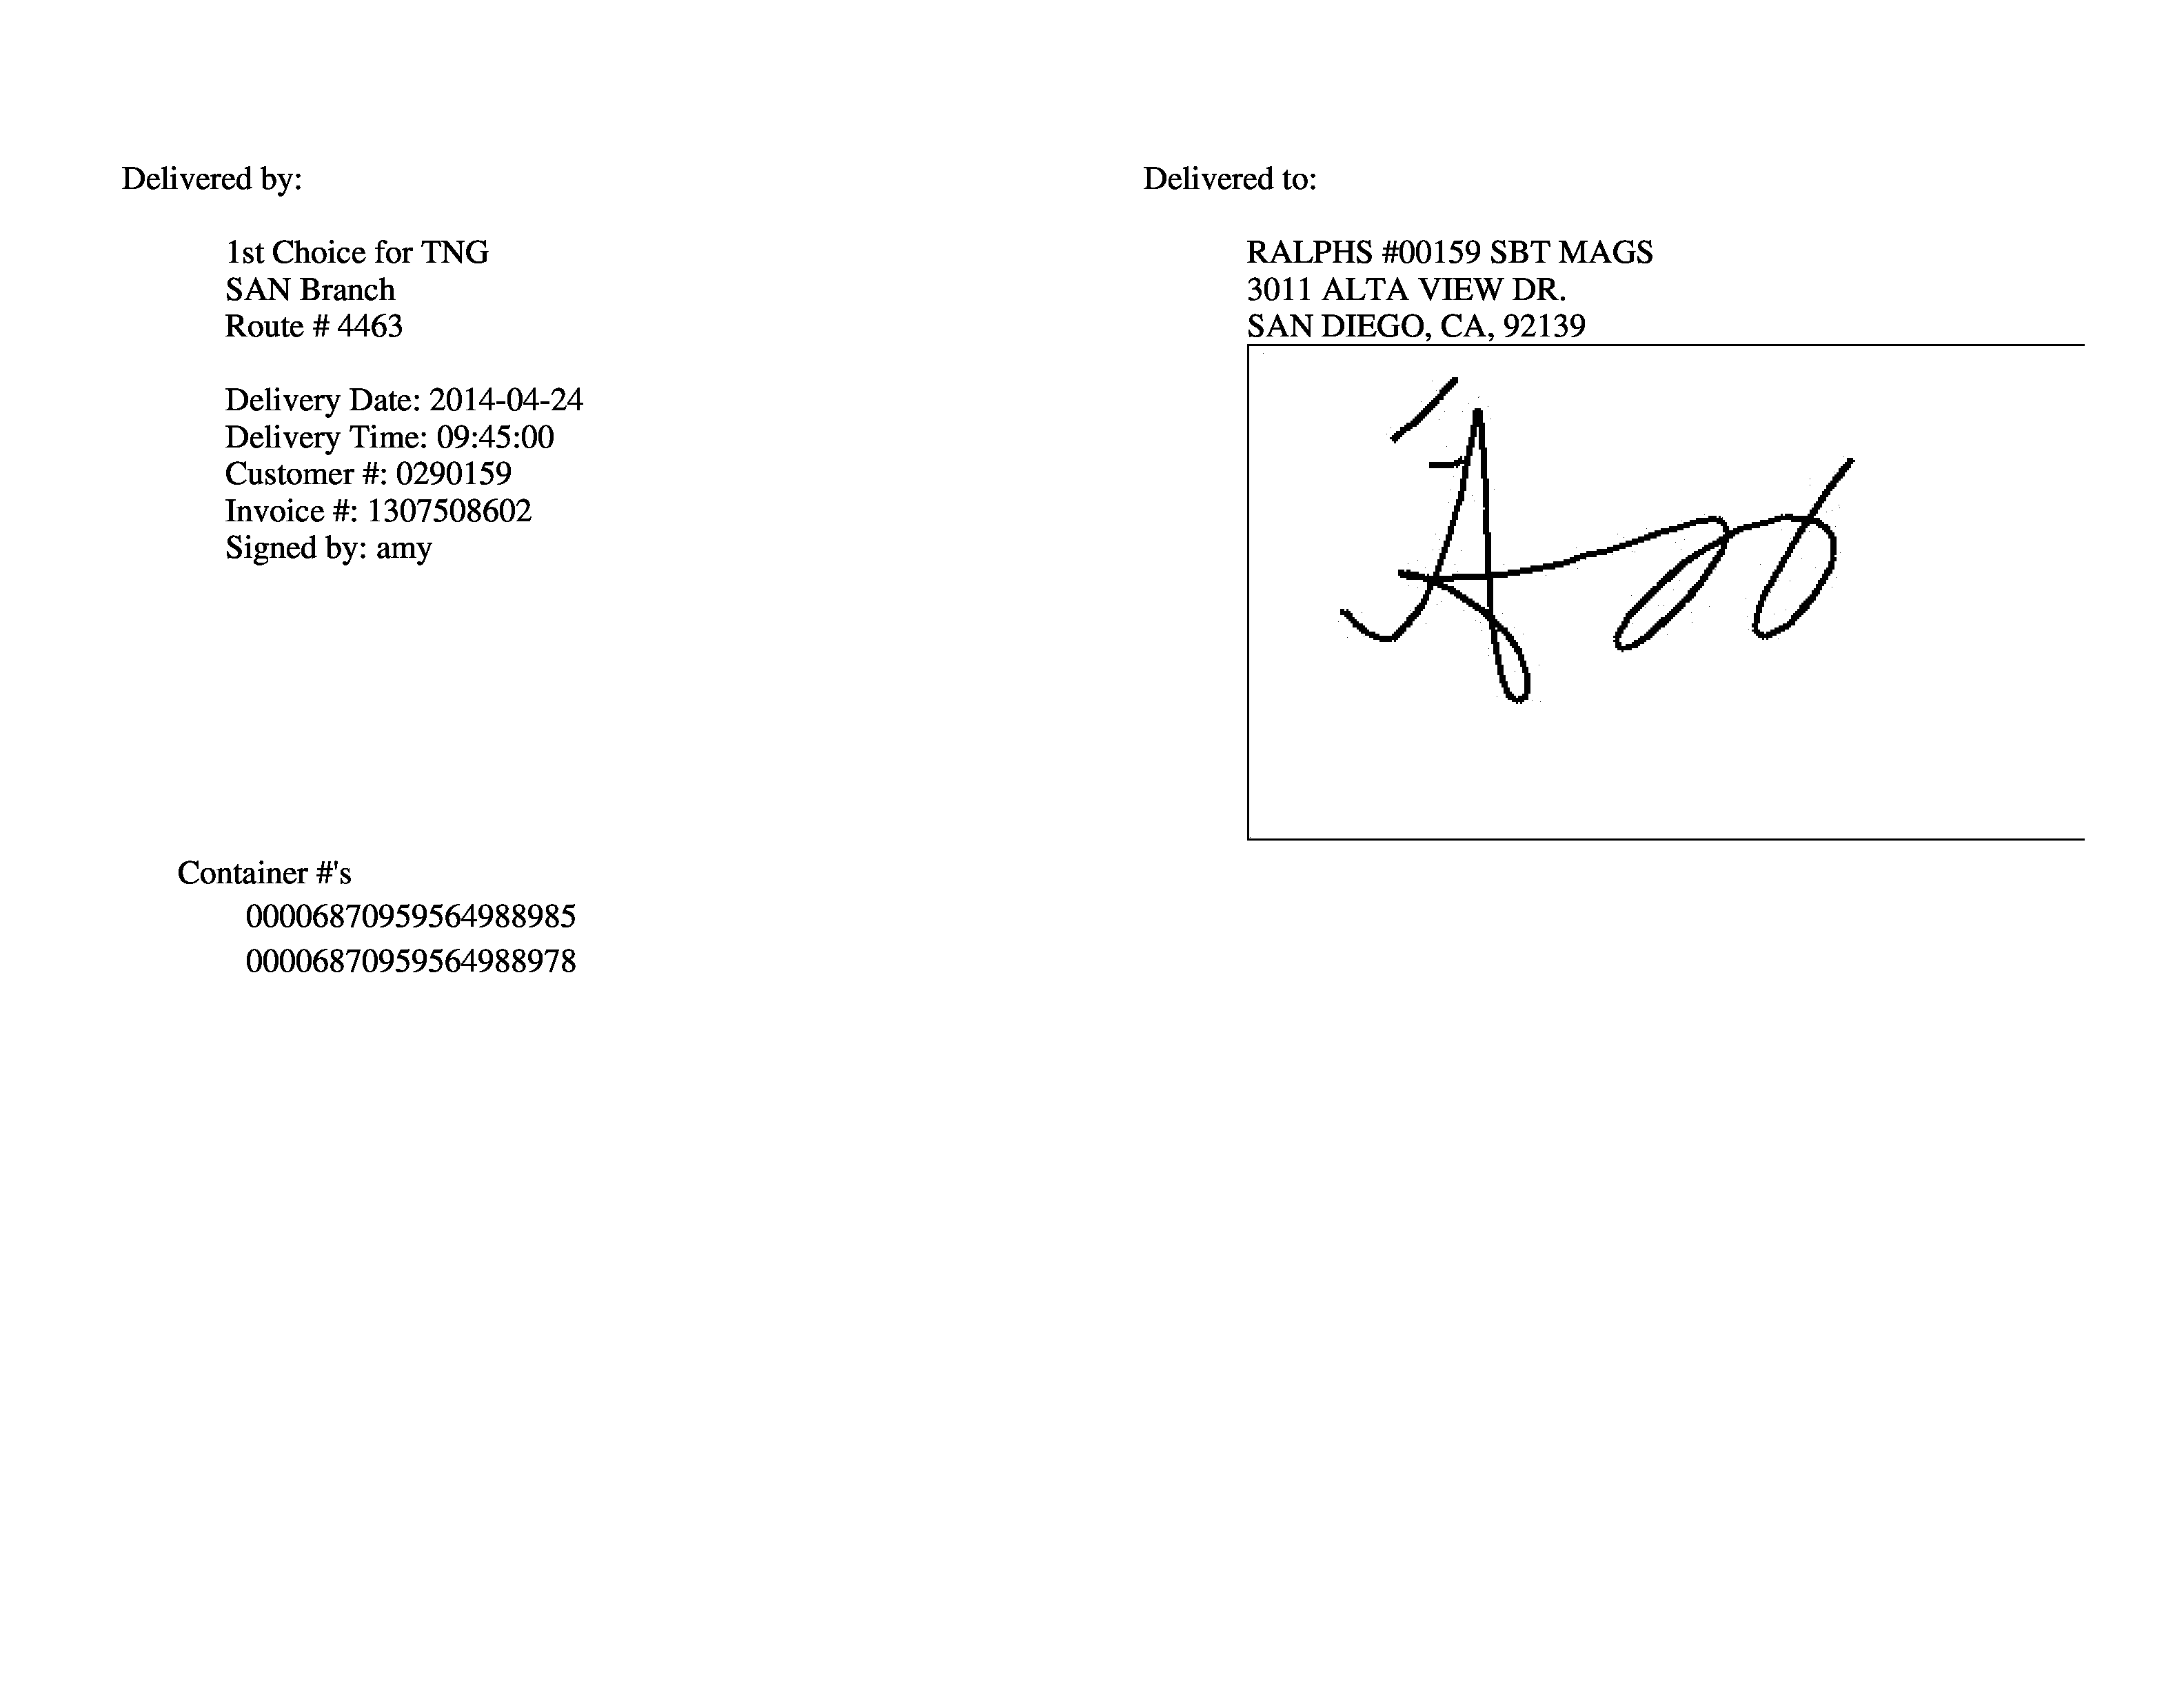 Delivered by:
1st Choice for TNG
SAN Branch
Route # 4463
Delivery Date: 2014-04-24
Delivery Time: 09:45:00
Customer #: 0290159
Invoice #: 1307508602
Signed by: amy
Delivered to:
RALPHS #00159 SBT MAGS
3011 ALTA VIEW DR.
SAN DIEGO, CA, 92139
Container #'s
00006870959564988985
00006870959564988978